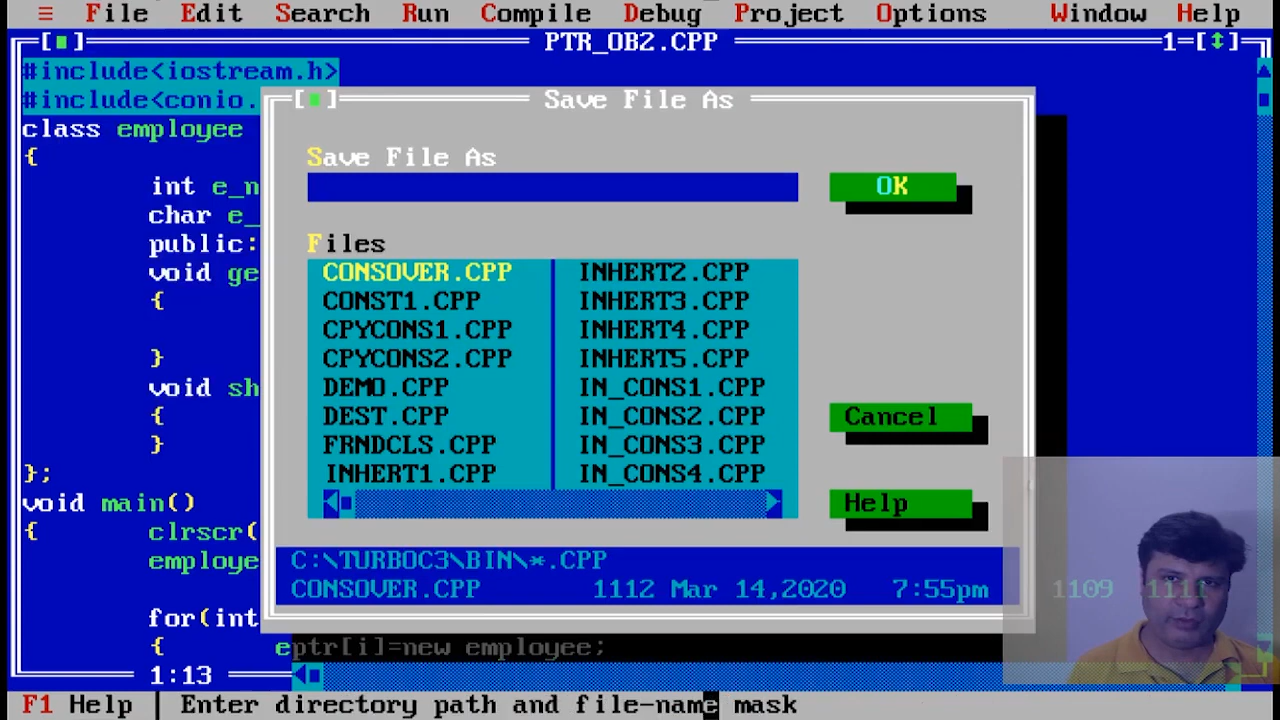 ≡ File Edit Search Run Compile Debug Project Options Window Help
[■] PTR_OB2.CPP 1=[↕]
#include<iostream.h>
#include<conio.
class employee
{
int e_n
char e_
public:
void ge
{
}
void sh
{
}
};
void main()
{ clrscr(
employe
for(int
{ eptr[i]=new employee;
1:13
[■] Save File As
Save File As
OK
Files
CONSOVER.CPP INHERT2.CPP
CONST1.CPP INHERT3.CPP
CPYCONS1.CPP INHERT4.CPP
CPYCONS2.CPP INHERT5.CPP
DEMO.CPP IN_CONS1.CPP
DEST.CPP IN_CONS2.CPP
FRNDCLS.CPP IN_CONS3.CPP
INHERT1.CPP IN_CONS4.CPP
Cancel
Help
C:\TURBOC3\BIN\*.CPP
CONSOVER.CPP 1112 Mar 14,2020 7:55pm
1109 1111
F1 Help | Enter directory path and file-name mask